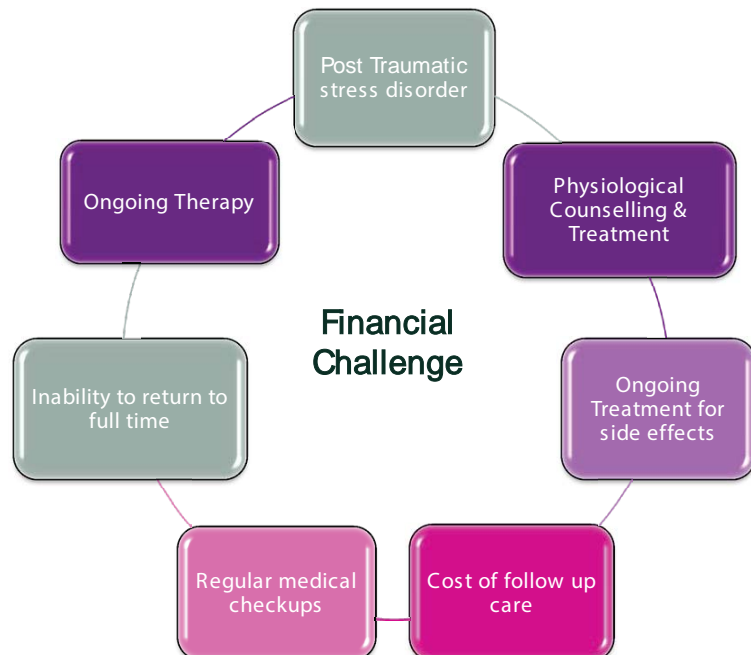 Post Traumatic
stress disorder
Physiological
Counselling &
Treatment
Ongoing
Treatment for
side effects
Cost of follow up
care
Regular medical
checkups
Inability to return to
full time
Ongoing Therapy
Financial
Challenge